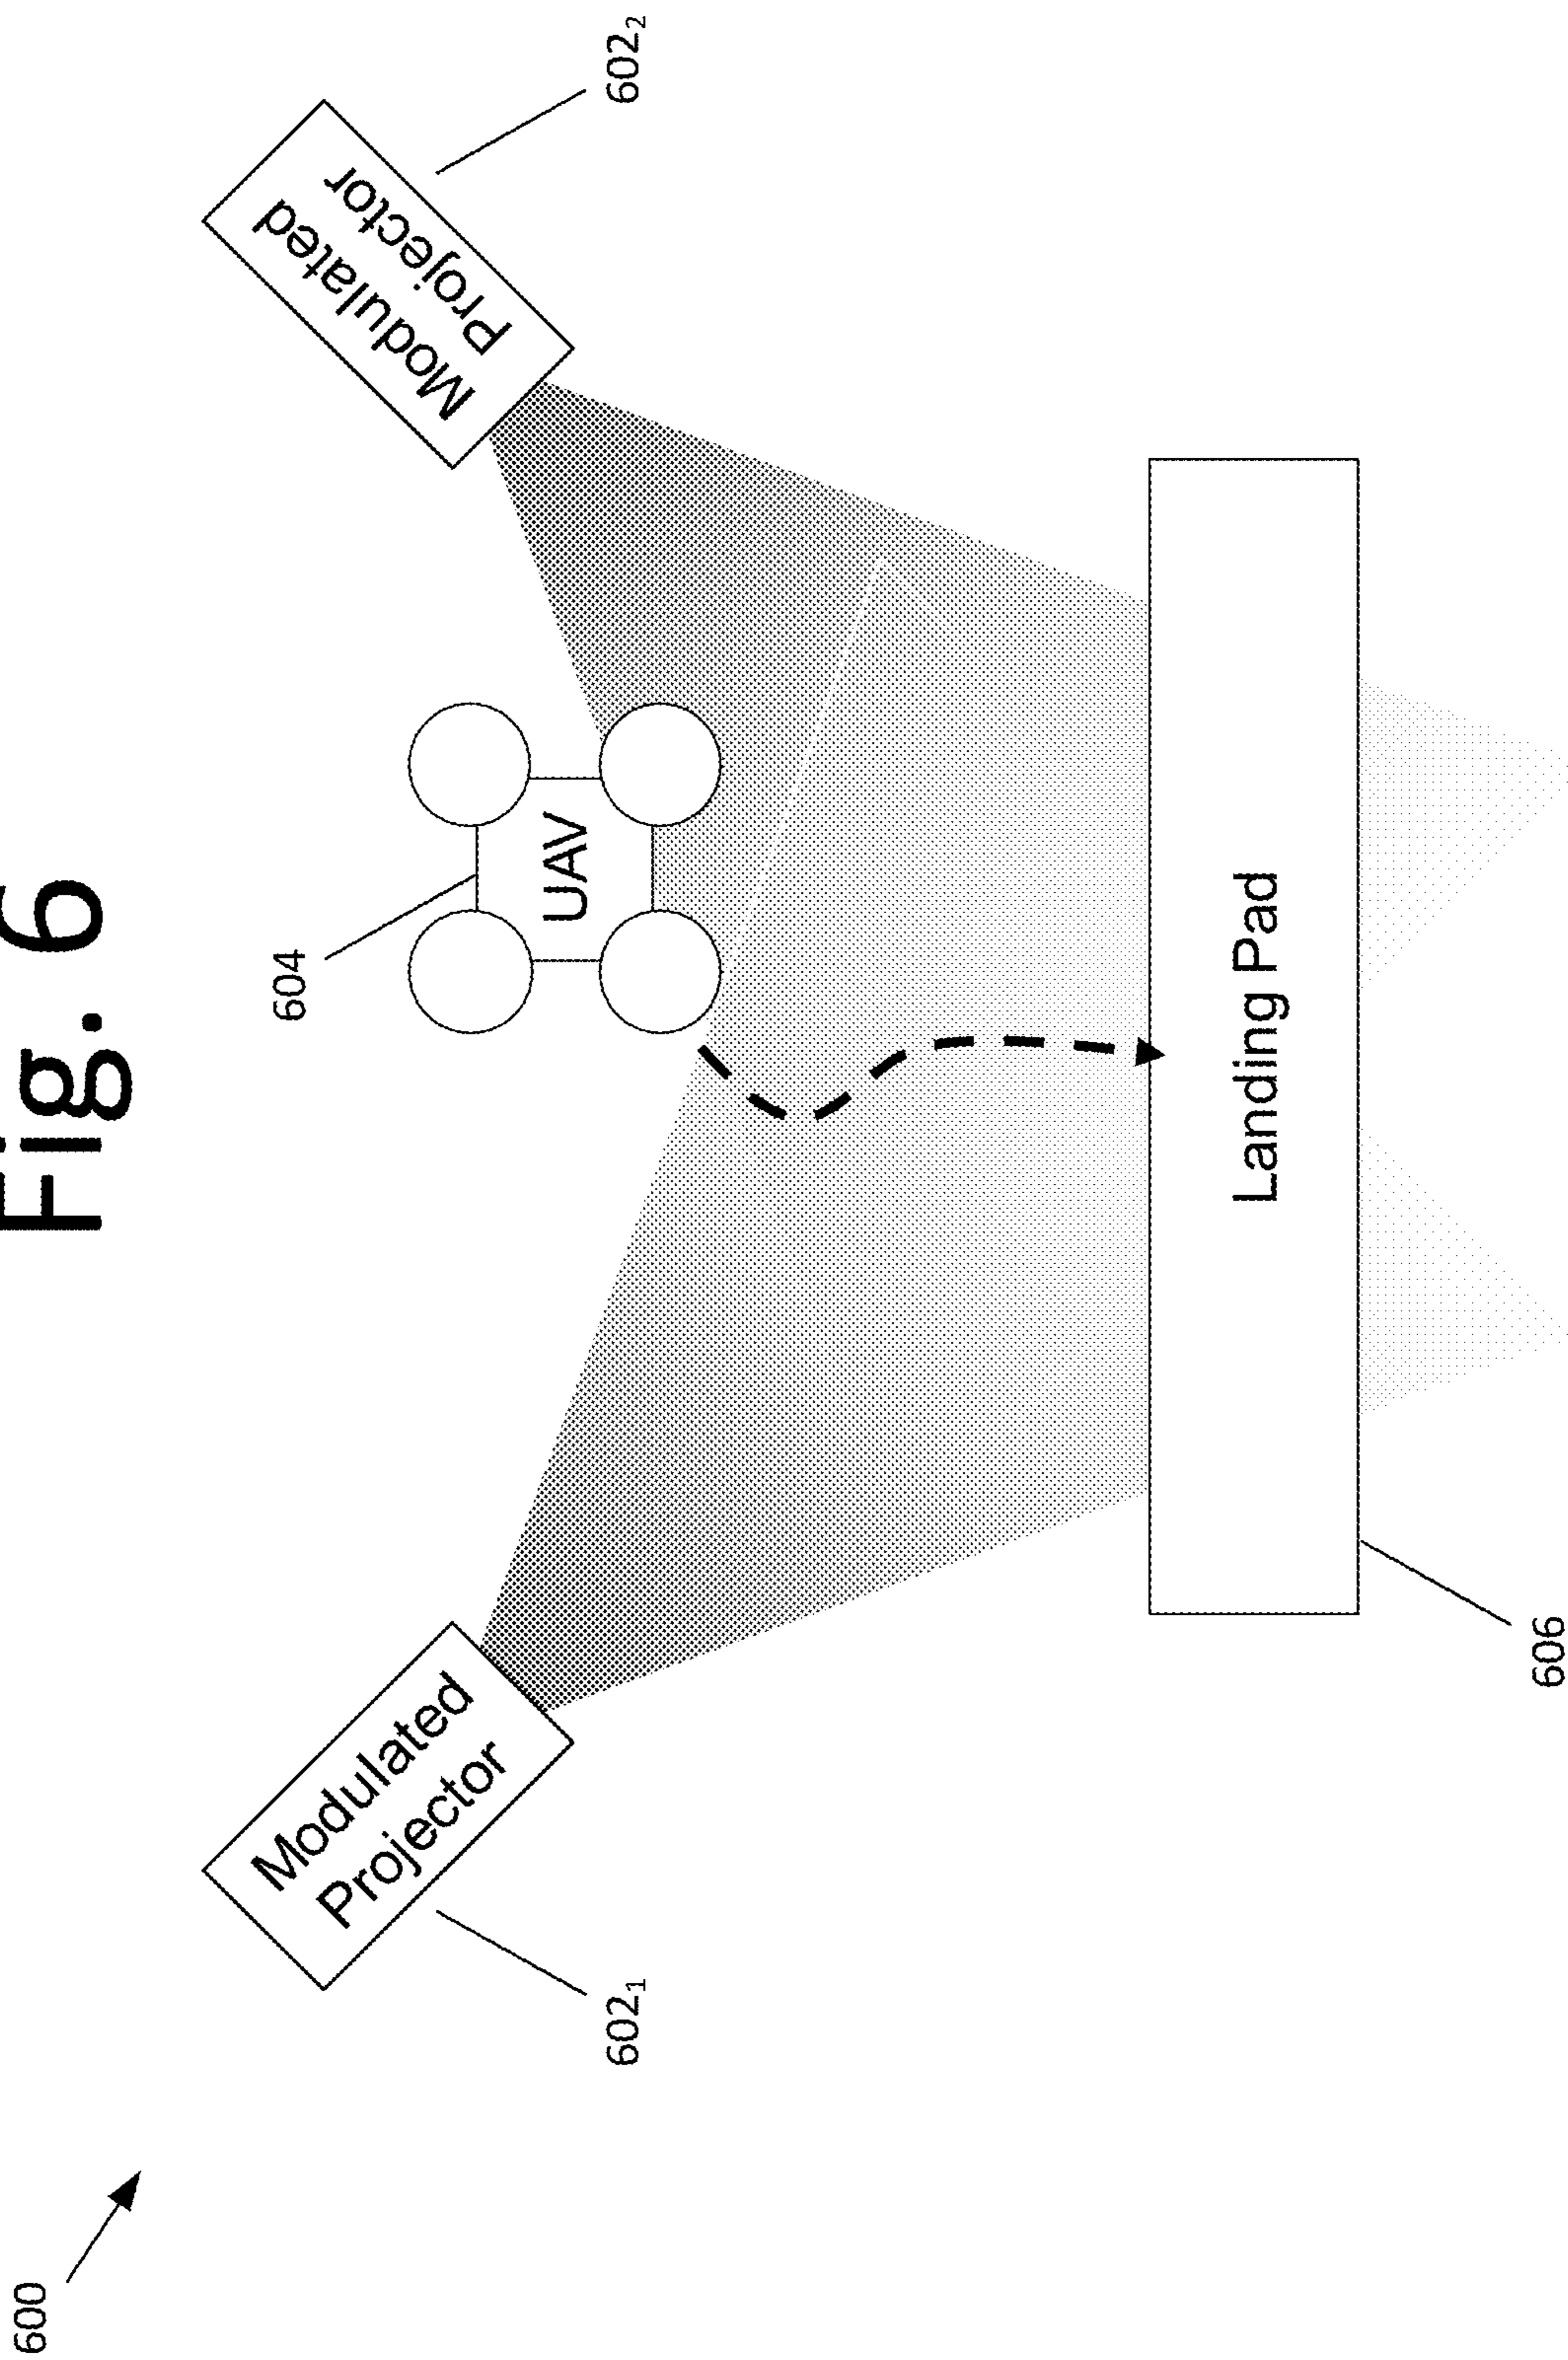 Fig. 6
600
604
Modulated
Projector
Modulated
Projector
602₁
602₂
UAV
Landing Pad
606